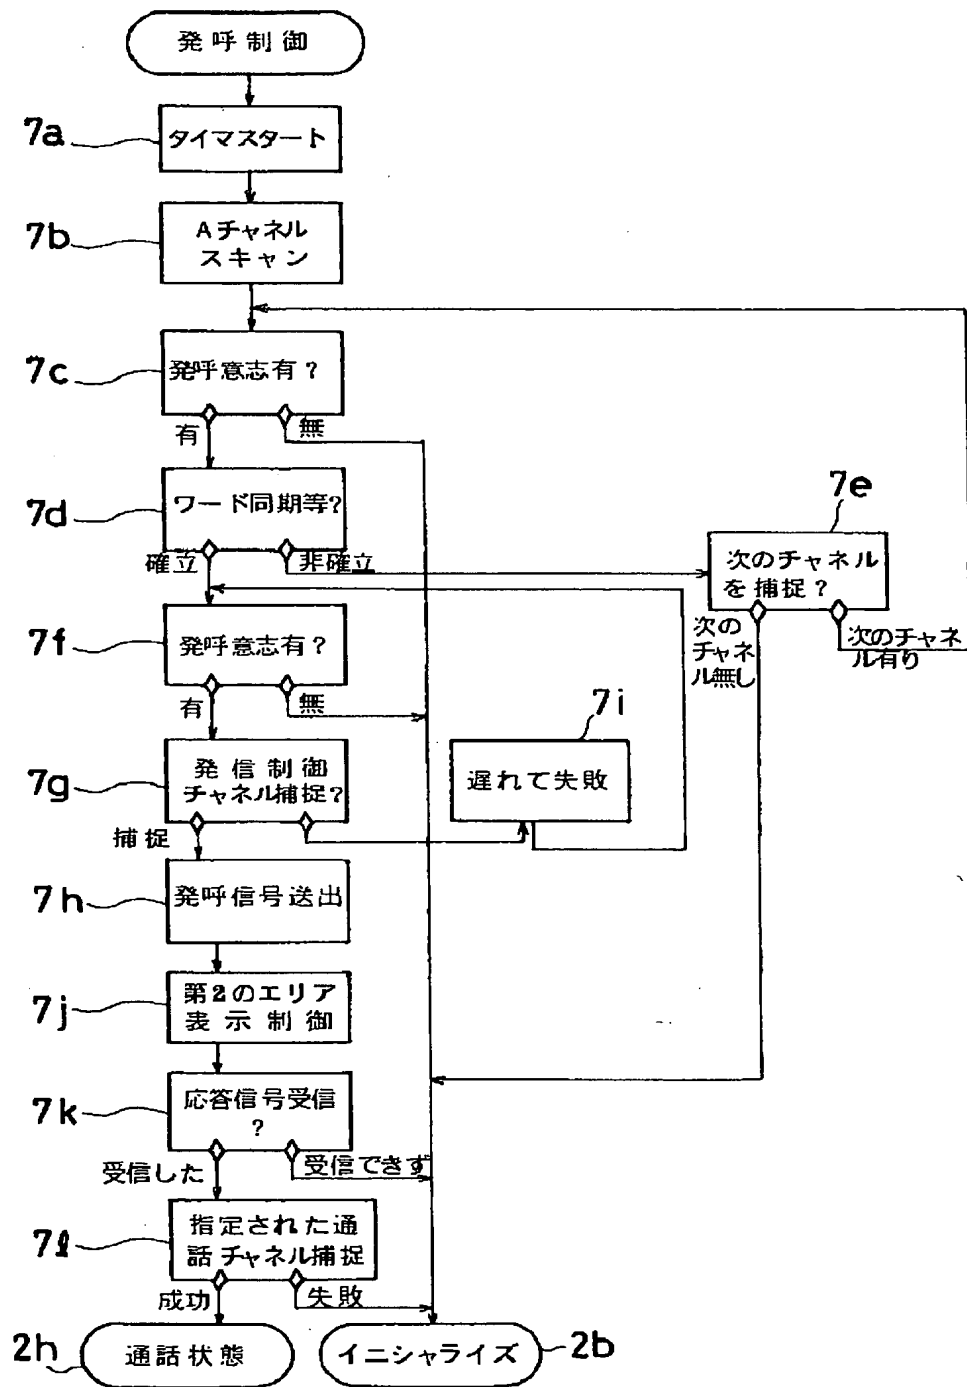 発呼制御
7a
タイマスタート
7b
Aチャネル
スキャン
7c
発呼意志有?
有
無
7d
ワード同期等?
確立
非確立
7e
次のチャネル
を捕捉?
次の
チャネ
ル無し
次のチャネ
ル有り
7f
発呼意志有?
有
無
7g
発信制御
チャネル捕捉?
捕捉
7i
遅れて失敗
7h
発呼信号送出
7j
第2のエリア
表示制御
7k
応答信号受信
?
受信した
受信できず
7ℓ
指定された通
話チャネル捕捉
成功
失敗
2h
通話状態
イニシャライズ
2b